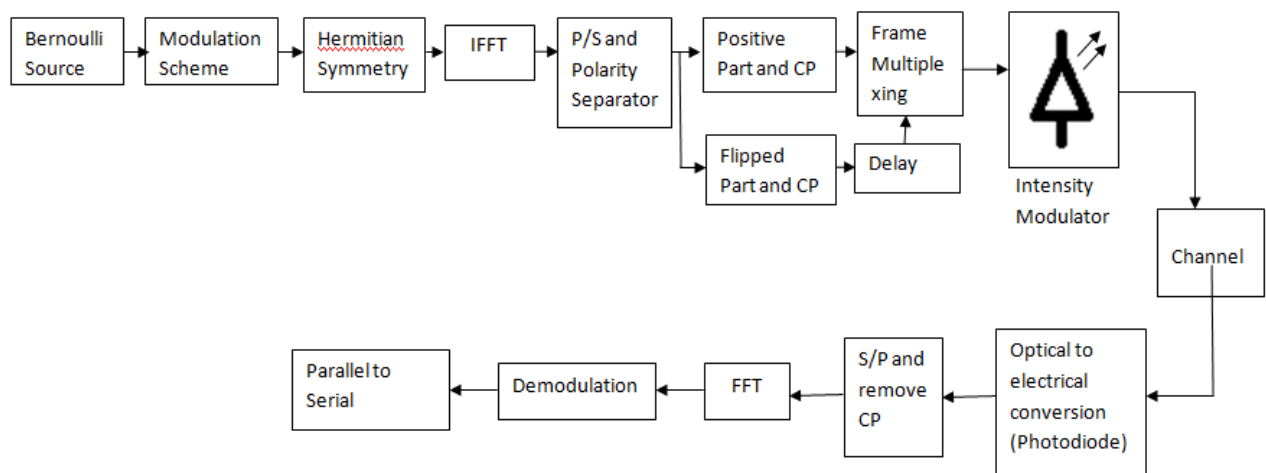 Bernoulli
Source
Modulation
Scheme
Hermitian
Symmetry
IFFT
P/S and
Polarity
Separator
Positive
Part and CP
Frame
Multiple
xing
Flipped
Part and CP
Delay
Intensity
Modulator
Channel
Optical to
electrical
conversion
(Photodiode)
S/P and
remove
CP
FFT
Demodulation
Parallel to
Serial